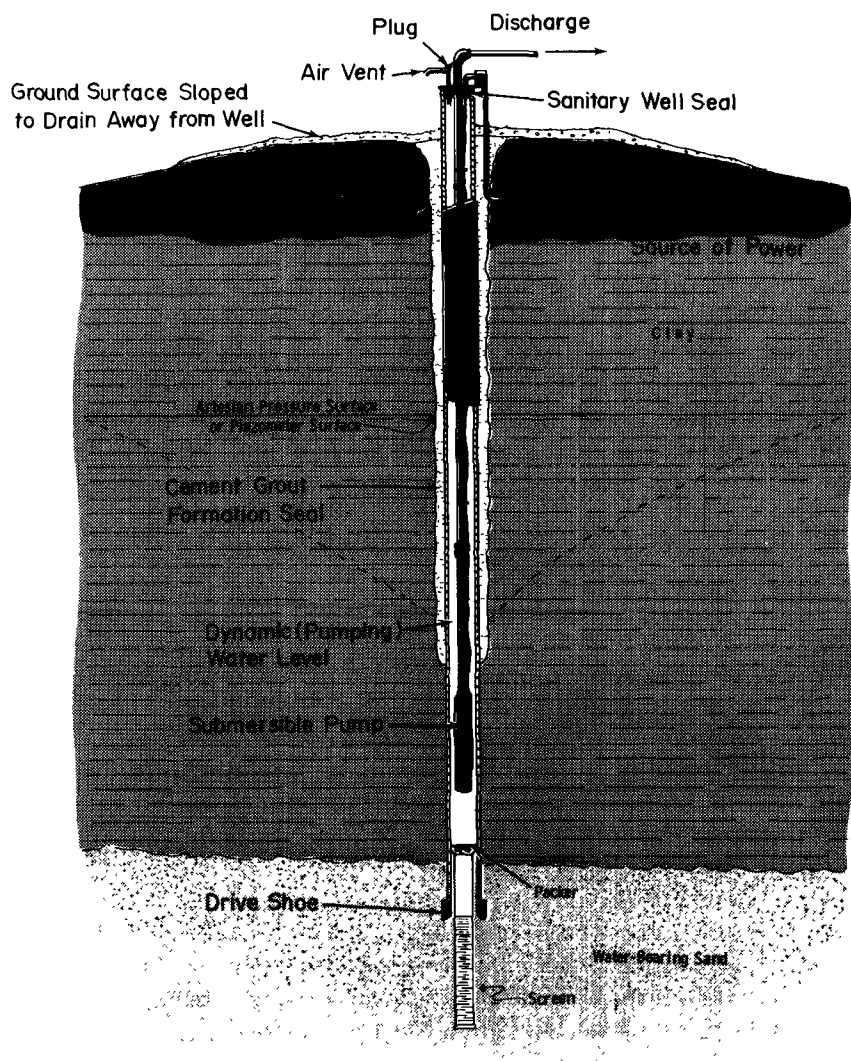 Plug
Discharge
Air Vent
Ground Surface Sloped
to Drain Away from Well
Sanitary Well Seal
Source of Power
Clay
Artesian Pressure Surface
or Piezometer Surface
Cement Grout
Formation Seal
Dynamic (Pumping)
Water Level
Submersible Pump
Packer
Drive Shoe
Water-Bearing Sand
Screen